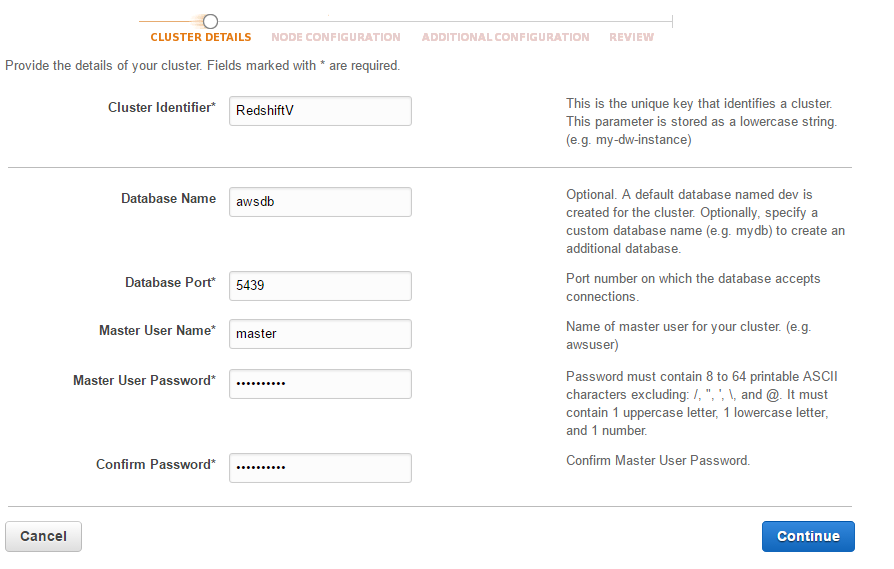 CLUSTER DETAILS NODE CONFIGURATION ADDITIONAL CONFIGURATION REVIEW
Provide the details of your cluster. Fields marked with * are required.
Cluster Identifier* RedshiftV
This is the unique key that identifies a cluster.
This parameter is stored as a lowercase string.
(e.g. my-dw-instance)
Database Name awsdb
Optional. A default database named dev is
created for the cluster. Optionally, specify a
custom database name (e.g. mydb) to create an
additional database.
Database Port* 5439
Port number on which the database accepts
connections.
Master User Name* master
Name of master user for your cluster. (e.g.
awsuser)
Master User Password* ••••••••••
Password must contain 8 to 64 printable ASCII
characters excluding: /, ", ', \, and @. It must
contain 1 uppercase letter, 1 lowercase letter,
and 1 number.
Confirm Password* ••••••••••
Confirm Master User Password.
Cancel Continue